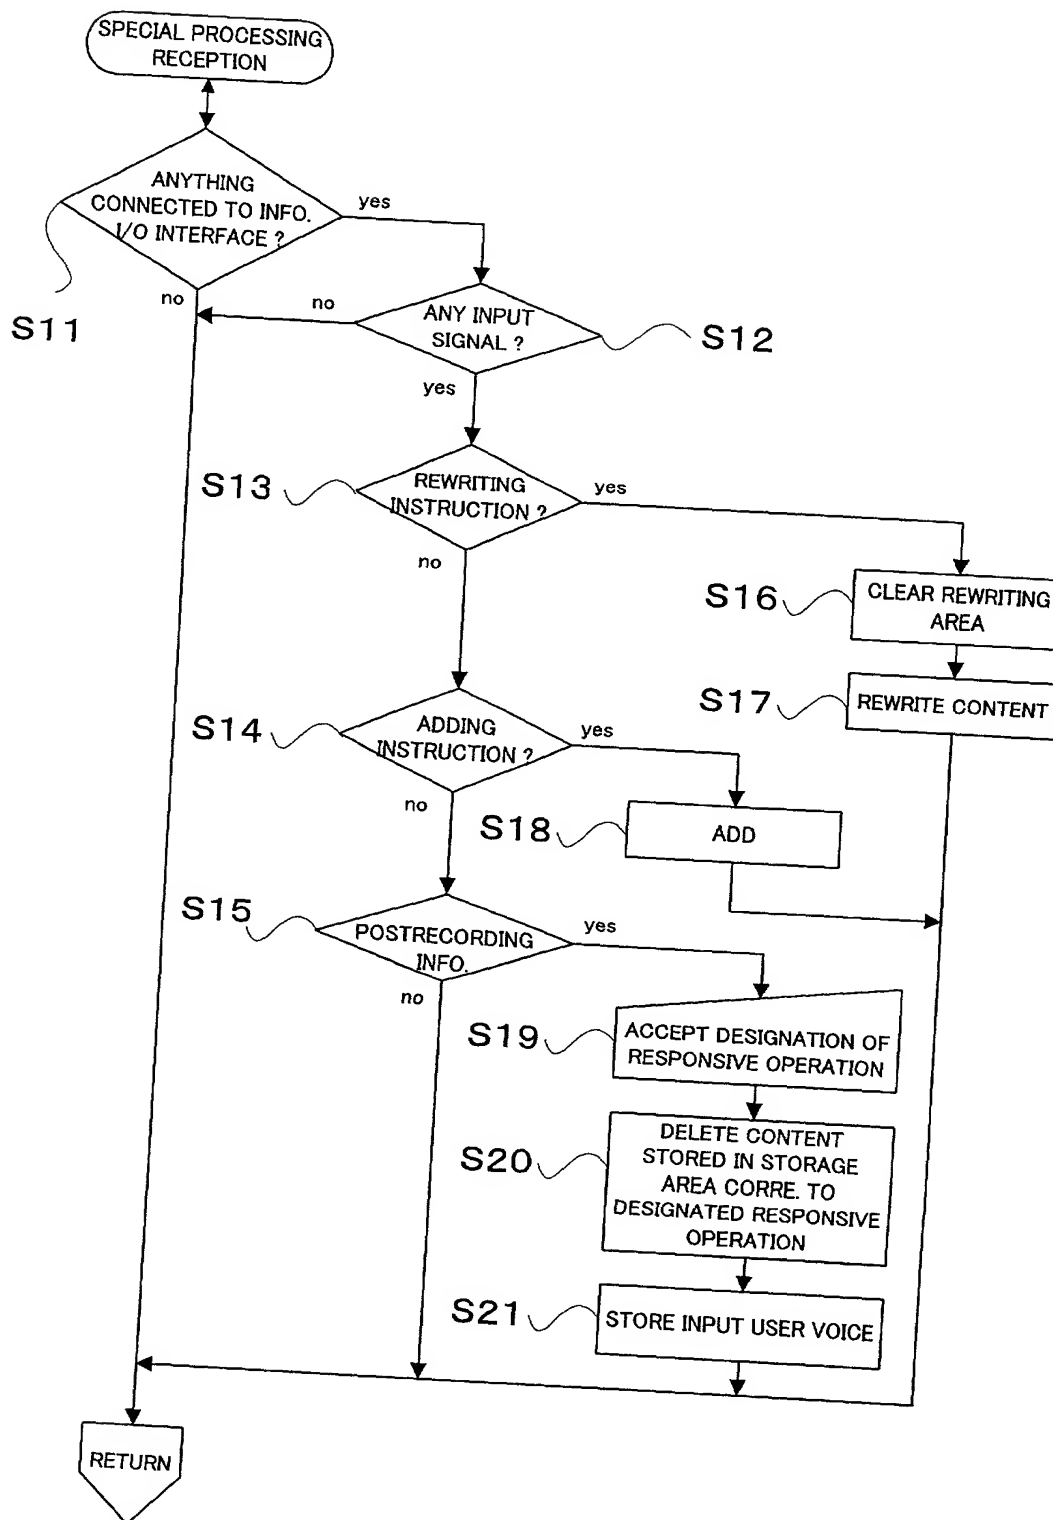 SPECIAL PROCESSING
RECEPTION
ANYTHING
CONNECTED TO INFO.
I/O INTERFACE ?
yes
no
S11
no
ANY INPUT
SIGNAL ?
S12
yes
S13
REWRITING
INSTRUCTION ?
yes
no
S16
CLEAR REWRITING
AREA
S17
REWRITE CONTENT
S14
ADDING
INSTRUCTION ?
yes
no
S18
ADD
S15
POSTRECORDING
INFO.
yes
no
S19
ACCEPT DESIGNATION OF
RESPONSIVE OPERATION
S20
DELETE CONTENT
STORED IN STORAGE
AREA CORRE. TO
DESIGNATED RESPONSIVE
OPERATION
S21
STORE INPUT USER VOICE
RETURN